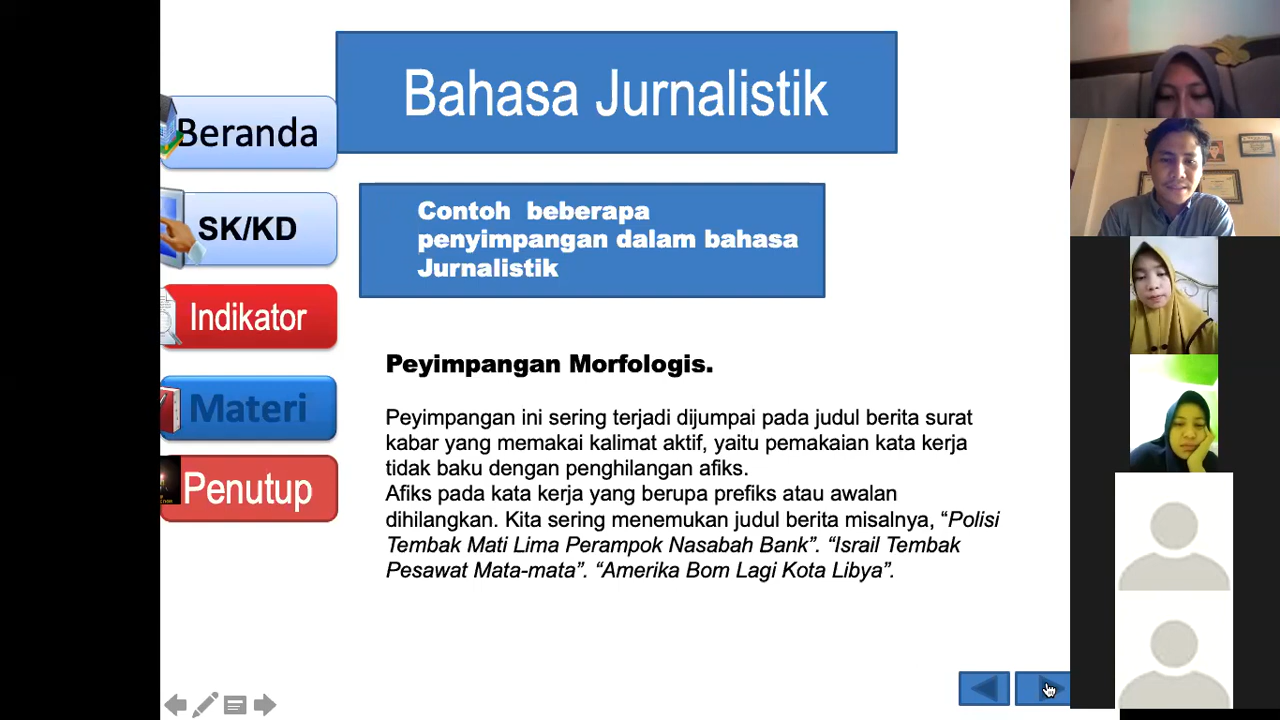 Bahasa Jurnalistik
Beranda
SK/KD
Indikator
Materi
Penutup
Contoh beberapa
penyimpangan dalam bahasa
Jurnalistik
Peyimpangan Morfologis.
Peyimpangan ini sering terjadi dijumpai pada judul berita surat
kabar yang memakai kalimat aktif, yaitu pemakaian kata kerja
tidak baku dengan penghilangan afiks.
Afiks pada kata kerja yang berupa prefiks atau awalan
dihilangkan. Kita sering menemukan judul berita misalnya, “Polisi
Tembak Mati Lima Perampok Nasabah Bank”. “Israil Tembak
Pesawat Mata-mata”. “Amerika Bom Lagi Kota Libya”.